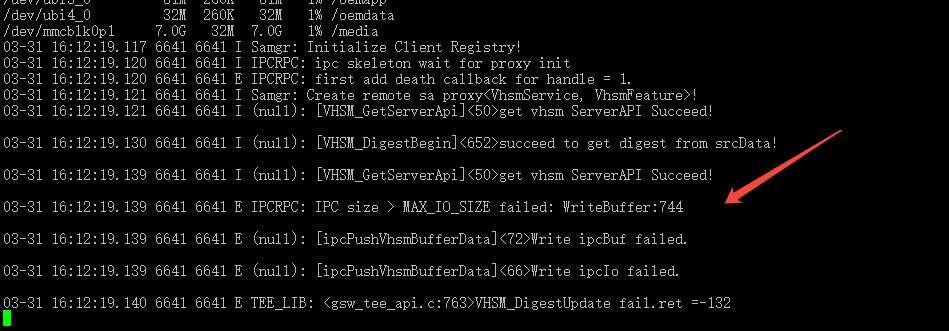 /dev/ubi3_0       81M  260K    81M    1% /oemapp
/dev/ubi4_0       32M  260K    32M    1% /oemdata
/dev/mmcblk0p1   7.0G   32M   7.0G    1% /media
03-31 16:12:19.117 6641 6641 I Samgr: Initialize Client Registry!
03-31 16:12:19.120 6641 6641 I IPCRPC: ipc skeleton wait for proxy init
03-31 16:12:19.120 6641 6641 E IPCRPC: first add death callback for handle = 1.
03-31 16:12:19.121 6641 6641 I Samgr: Create remote sa proxy<VhsmService, VhsmFeature>!
03-31 16:12:19.121 6641 6641 I (null): [VHSM_GetServerApi]<50>get vhsm ServerAPI Succeed!
03-31 16:12:19.130 6641 6641 I (null): [VHSM_DigestBegin]<652>succeed to get digest from srcData!
03-31 16:12:19.139 6641 6641 I (null): [VHSM_GetServerApi]<50>get vhsm ServerAPI Succeed!
03-31 16:12:19.139 6641 6641 E IPCRPC: IPC size > MAX_IO_SIZE failed: WriteBuffer:744
03-31 16:12:19.139 6641 6641 E (null): [ipcPushVhsmBufferData]<72>Write ipcBuf failed.
03-31 16:12:19.139 6641 6641 E (null): [ipcPushVhsmBufferData]<66>Write ipcIo failed.
03-31 16:12:19.140 6641 6641 E TEE_LIB: <gsw_tee_api.c:763>VHSM_DigestUpdate fail.ret =-132